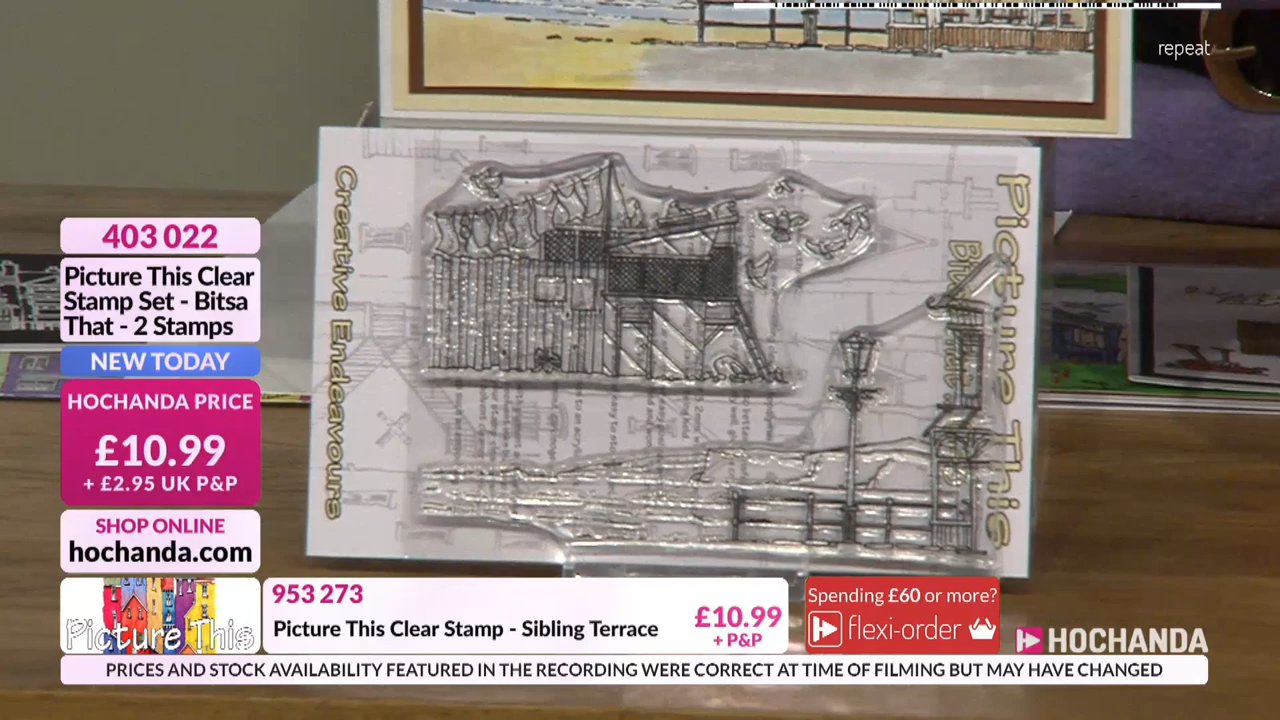 repeat
Creative Endeavours
Picture This
403 022
Picture This Clear
Stamp Set - Bitsa
That - 2 Stamps
NEW TODAY
HOCHANDA PRICE
£10.99
+ £2.95 UK P&P
SHOP ONLINE
hochanda.com
Picture This
953 273
Picture This Clear Stamp - Sibling Terrace
£10.99
+ P&P
Spending £60 or more?
flexi-order
HOCHANDA
PRICES AND STOCK AVAILABILITY FEATURED IN THE RECORDING WERE CORRECT AT TIME OF FILMING BUT MAY HAVE CHANGED